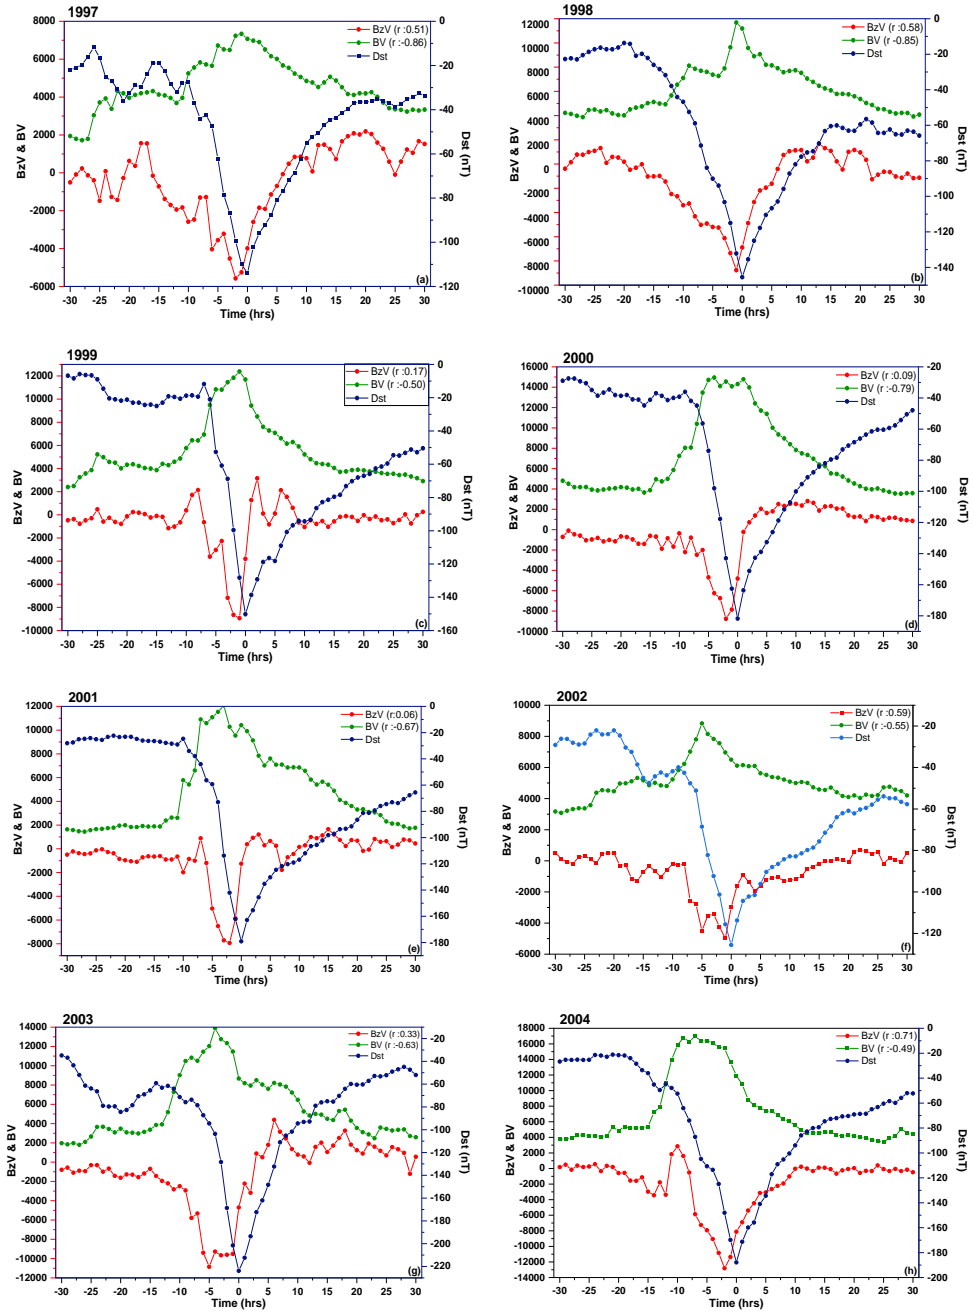 1997
BzV (r :0.51)
BV (r :-0.86)
Dst
8000
6000
4000
2000
0
-2000
-4000
-6000
BzV & BV
0
-20
-40
-60
-80
-100
-120
Dst (nT)
(a)
-30 -25 -20 -15 -10 -5 0 5 10 15 20 25 30
Time (hrs)
1998
BzV (r :0.58)
BV (r -0.85)
Dst
12000
10000
8000
6000
4000
2000
0
-2000
-4000
-6000
-8000
-10000
BzV & BV
0
-20
-40
-60
-80
-100
-120
-140
Dst (nT)
(b)
-30 -25 -20 -15 -10 -5 0 5 10 15 20 25 30
Time (hrs)
1999
BzV (r :0.17)
BV (r :-0.50)
Dst
12000
10000
8000
6000
4000
2000
0
-2000
-4000
-6000
-8000
-10000
BzV & BV
0
-20
-40
-60
-80
-100
-120
-140
-160
Dst (nT)
(c)
-30 -25 -20 -15 -10 -5 0 5 10 15 20 25 30
Time (hrs)
2000
BzV (r :0.09)
BV (r :-0.79)
Dst
16000
14000
12000
10000
8000
6000
4000
2000
0
-2000
-4000
-6000
-8000
-10000
BzV & BV
-20
-40
-60
-80
-100
-120
-140
-160
-180
Dst (nT)
(d)
-30 -25 -20 -15 -10 -5 0 5 10 15 20 25 30
Time (hrs)
2001
BzV (r:0.06)
BV (r :-0.67)
Dst
12000
10000
8000
6000
4000
2000
0
-2000
-4000
-6000
-8000
BzV & BV
0
-30
-60
-90
-120
-150
-180
Dst (nT)
(e)
-30 -25 -20 -15 -10 -5 0 5 10 15 20 25 30
Time (hrs)
2002
BzV (r :0.59)
BV (r :-0.55)
Dst
10000
8000
6000
4000
2000
0
-2000
-4000
-6000
BzV & BV
-20
-40
-60
-80
-100
-120
Dst (nT)
(f)
-30 -25 -20 -15 -10 -5 0 5 10 15 20 25 30
Time (hrs)
2003
BzV (r :0.33)
BV (r :-0.63)
Dst
14000
12000
10000
8000
6000
4000
2000
0
-2000
-4000
-6000
-8000
-10000
-12000
BzV & BV
-20
-40
-60
-80
-100
-120
-140
-160
-180
-200
-220
Dst (nT)
(g)
-30 -25 -20 -15 -10 -5 0 5 10 15 20 25 30
Time (hrs)
2004
BzV (r :0.71)
BV (r :-0.49)
Dst
18000
16000
14000
12000
10000
8000
6000
4000
2000
0
-2000
-4000
-6000
-8000
-10000
-12000
-14000
BzV & BV
0
-20
-40
-60
-80
-100
-120
-140
-160
-180
-200
Dst (nT)
(h)
-30 -25 -20 -15 -10 -5 0 5 10 15 20 25 30
Time (hrs)